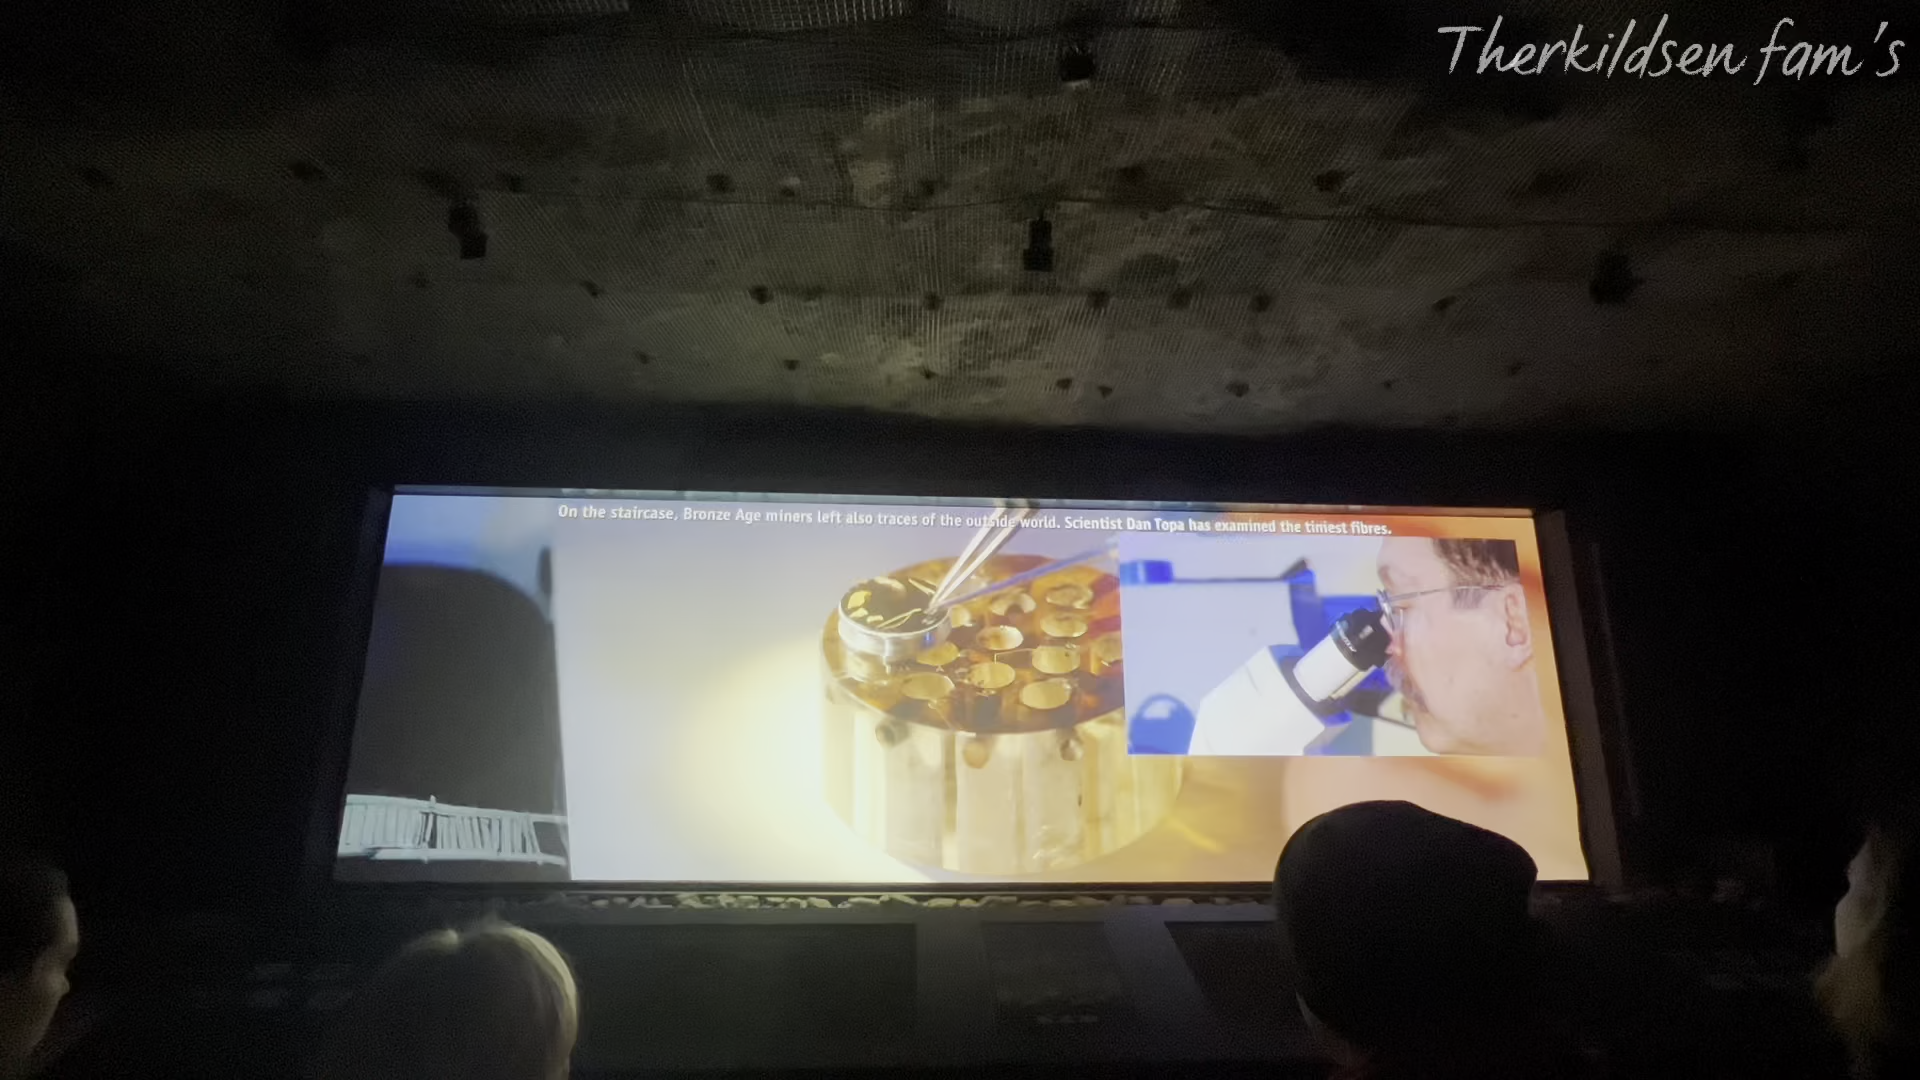 Therkildsen fam's
On the staircase, Bronze Age miners left also traces of the outside world. Scientist Dan Topa has examined the tiniest fibres.